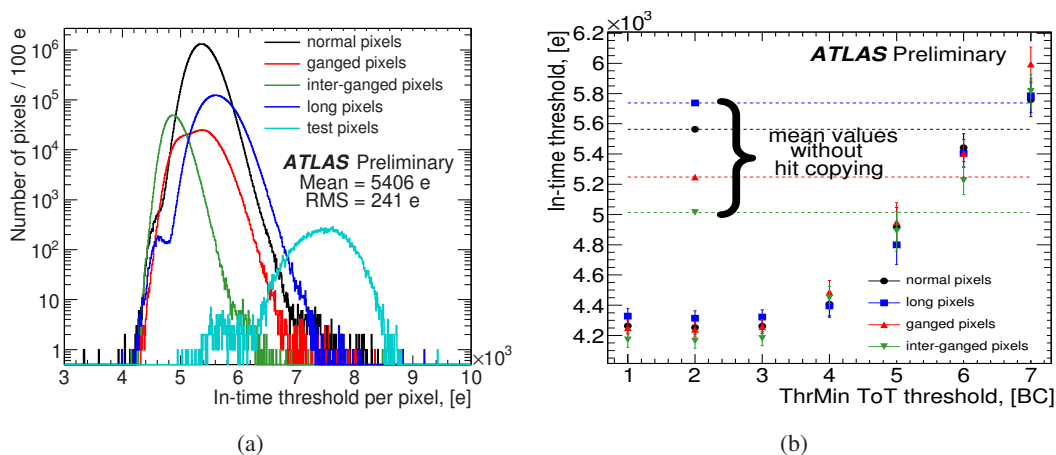 Number of pixels / 100 e
10⁶
10⁵
10⁴
10³
10²
10
1
normal pixels
ganged pixels
inter-ganged pixels
long pixels
test pixels
ATLAS Preliminary
Mean = 5406 e
RMS = 241 e
3 4 5 6 7 8 9 10
×10³
In-time threshold per pixel, [e]
(a)
×10³
In-time threshold, [e]
6.2
6
5.8
5.6
5.4
5.2
5
4.8
4.6
4.4
4.2
ATLAS Preliminary
mean values
without
hit copying
normal pixels
long pixels
ganged pixels
inter-ganged pixels
1 2 3 4 5 6 7
ThrMin ToT threshold, [BC]
(b)